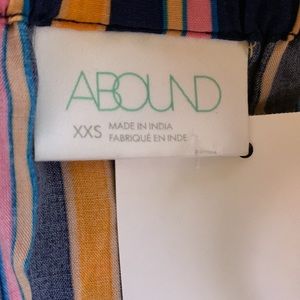 ABOUND
XXS MADE IN INDIA
FABRIQUÉ EN INDE